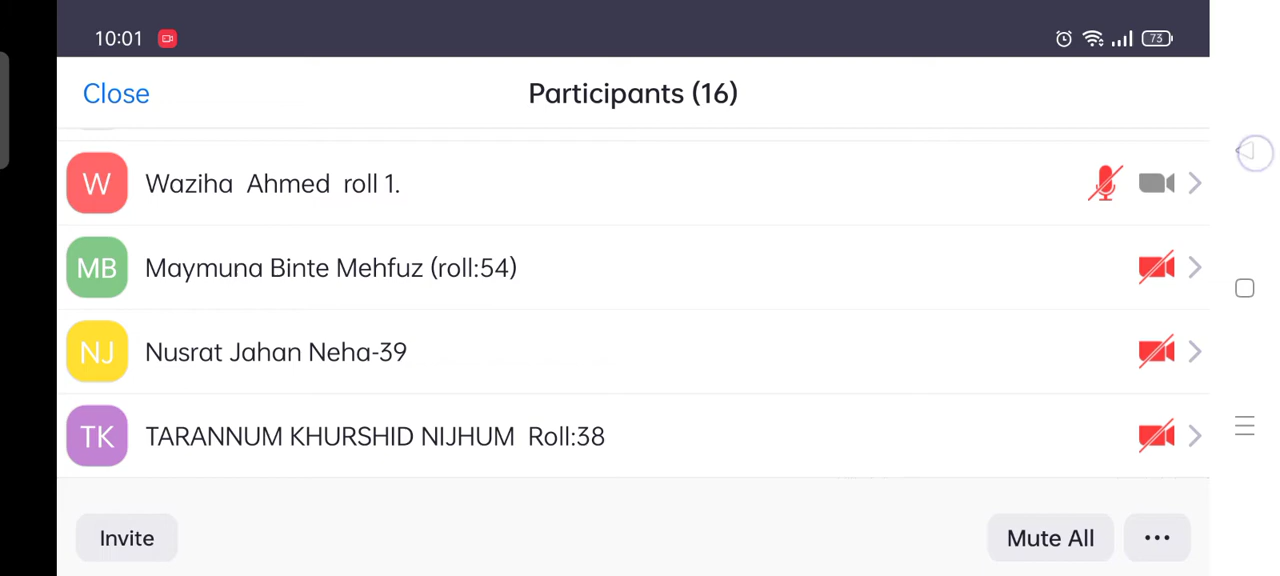 10:01 73
Close Participants (16)
W Waziha Ahmed roll 1.
MB Maymuna Binte Mehfuz (roll:54)
NJ Nusrat Jahan Neha-39
TK TARANNUM KHURSHID NIJHUM Roll:38
Invite Mute All ...